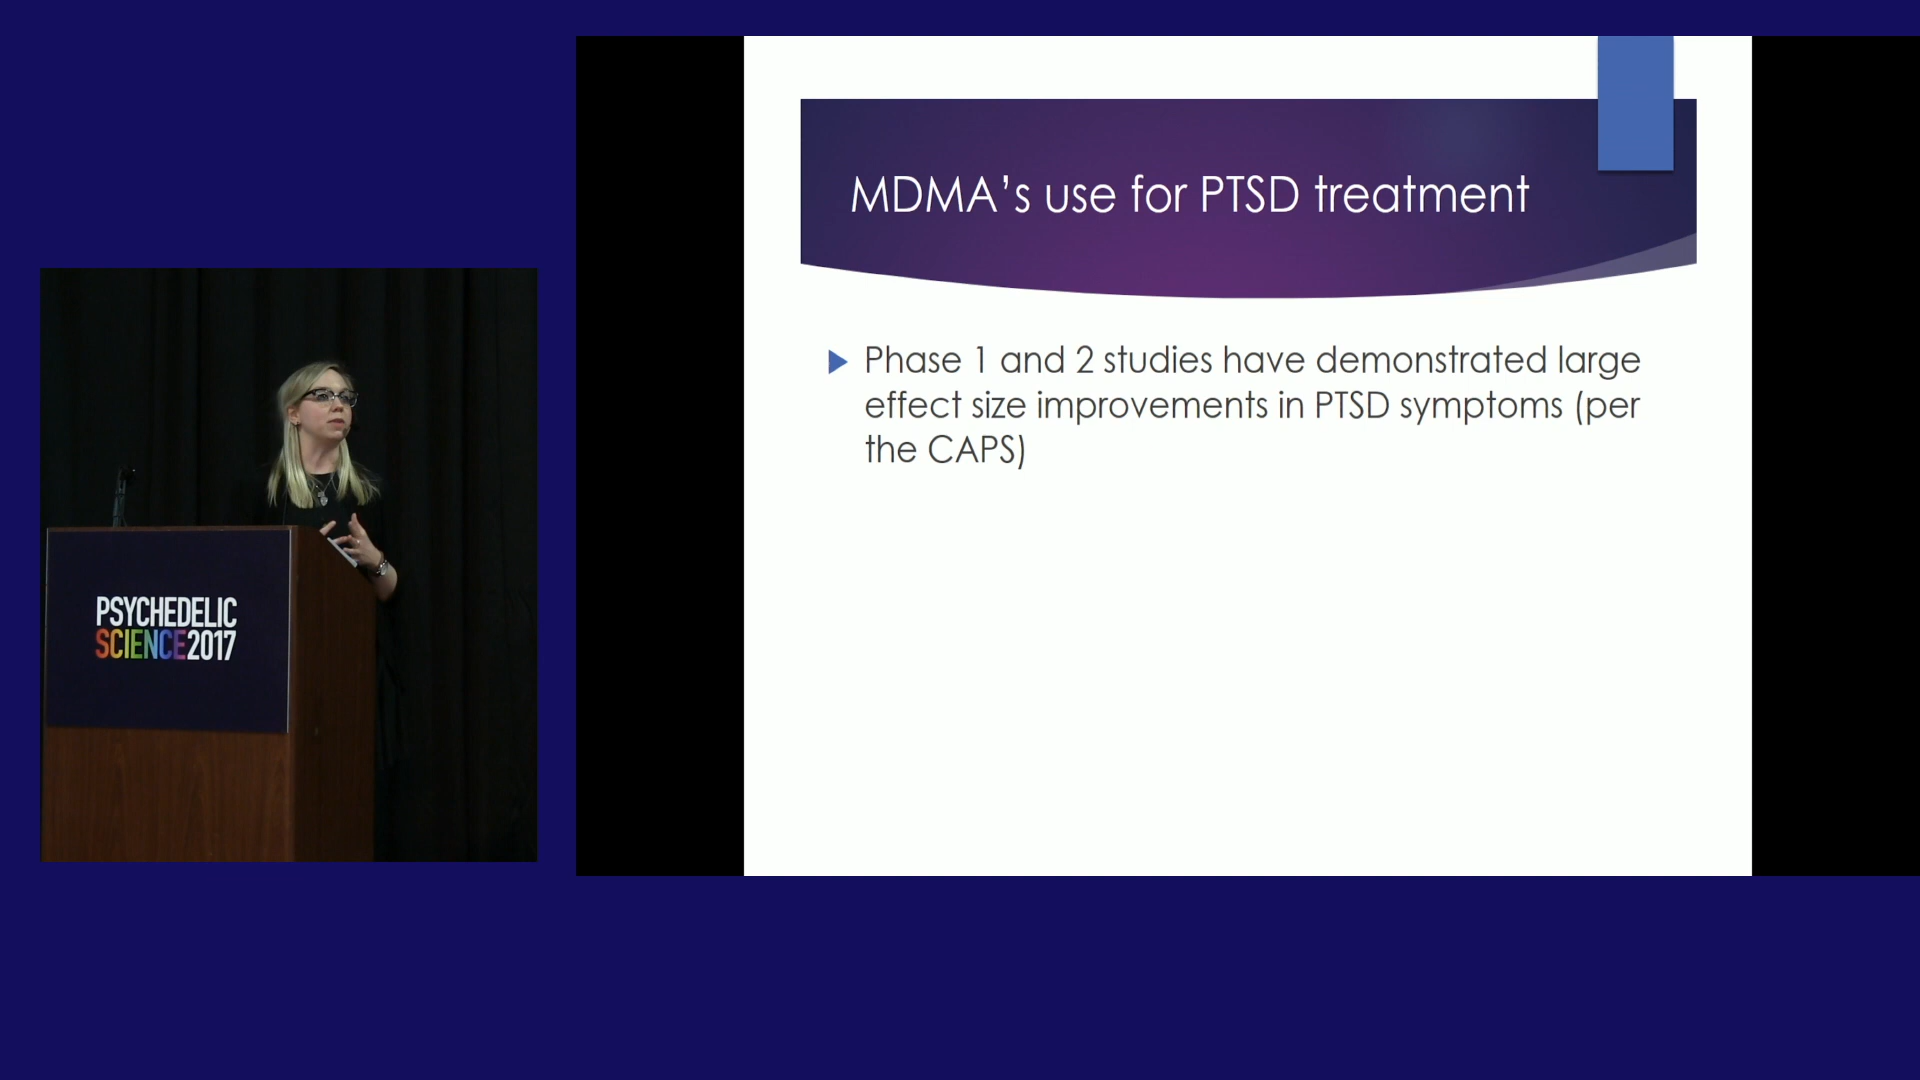 MDMA’s use for PTSD treatment
Phase 1 and 2 studies have demonstrated large
effect size improvements in PTSD symptoms (per
the CAPS)
PSYCHEDELIC
SCIENCE2017